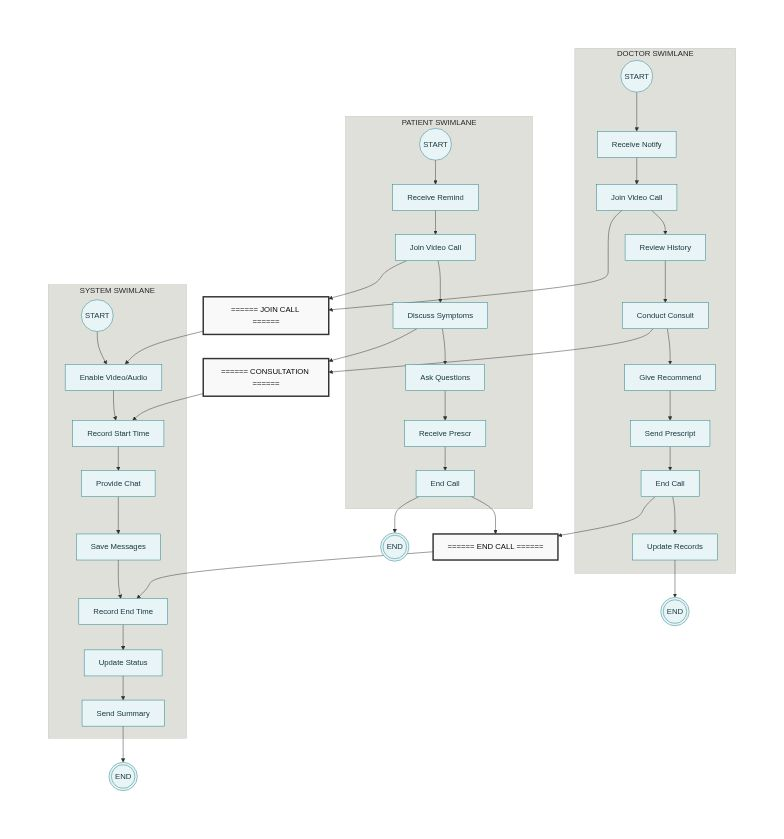 DOCTOR SWIMLANE
START
Receive Notify
Join Video Call
Review History
Conduct Consult
Give Recommend
Send Prescript
End Call
Update Records
END
PATIENT SWIMLANE
START
Receive Remind
Join Video Call
Discuss Symptoms
Ask Questions
Receive Prescr
End Call
END
====== JOIN CALL
======
====== CONSULTATION
======
====== END CALL ======
SYSTEM SWIMLANE
START
Enable Video/Audio
Record Start Time
Provide Chat
Save Messages
Record End Time
Update Status
Send Summary
END